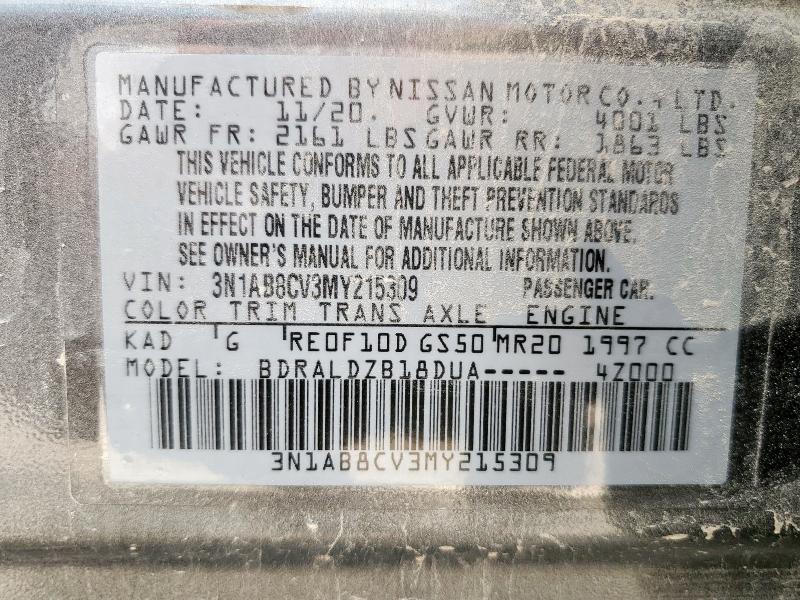 MANUFACTURED BY NISSAN MOTOR CO., LTD.
DATE: 11/20. GVWR: 4001 LBS
GAWR FR: 2161 LBS GAWR RR: 1863 LBS
THIS VEHICLE CONFORMS TO ALL APPLICABLE FEDERAL MOTOR
VEHICLE SAFETY, BUMPER AND THEFT PREVENTION STANDARDS
IN EFFECT ON THE DATE OF MANUFACTURE SHOWN ABOVE.
SEE OWNER'S MANUAL FOR ADDITIONAL INFORMATION.
VIN: 3N1AB8CV3MY215309 PASSENGER CAR.
COLOR TRIM TRANS AXLE ENGINE
KAD G RE0F10D GS50 MR20 1997 CC
MODEL: BDRALDZB18DUA----- 4Z000
3N1AB8CV3MY215309